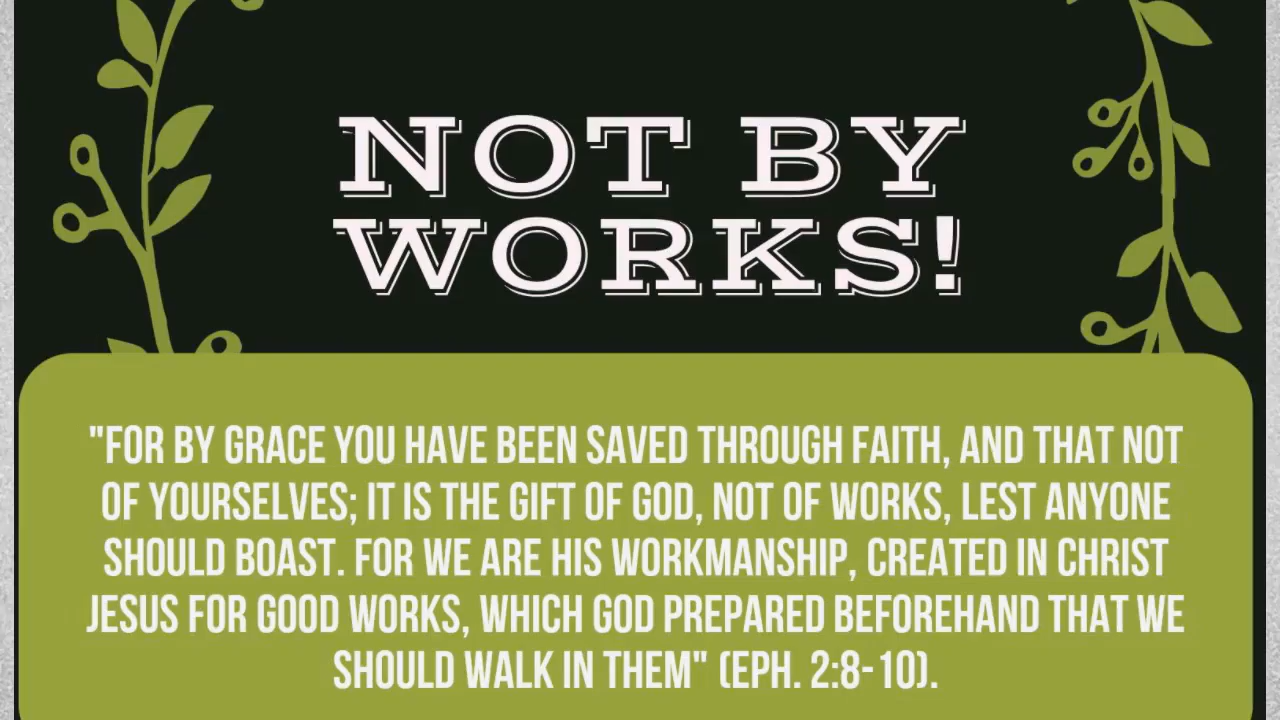 NOT BY
WORKS!
"FOR BY GRACE YOU HAVE BEEN SAVED THROUGH FAITH, AND THAT NOT
OF YOURSELVES; IT IS THE GIFT OF GOD, NOT OF WORKS, LEST ANYONE
SHOULD BOAST. FOR WE ARE HIS WORKMANSHIP, CREATED IN CHRIST
JESUS FOR GOOD WORKS, WHICH GOD PREPARED BEFOREHAND THAT WE
SHOULD WALK IN THEM" (EPH. 2:8-10).